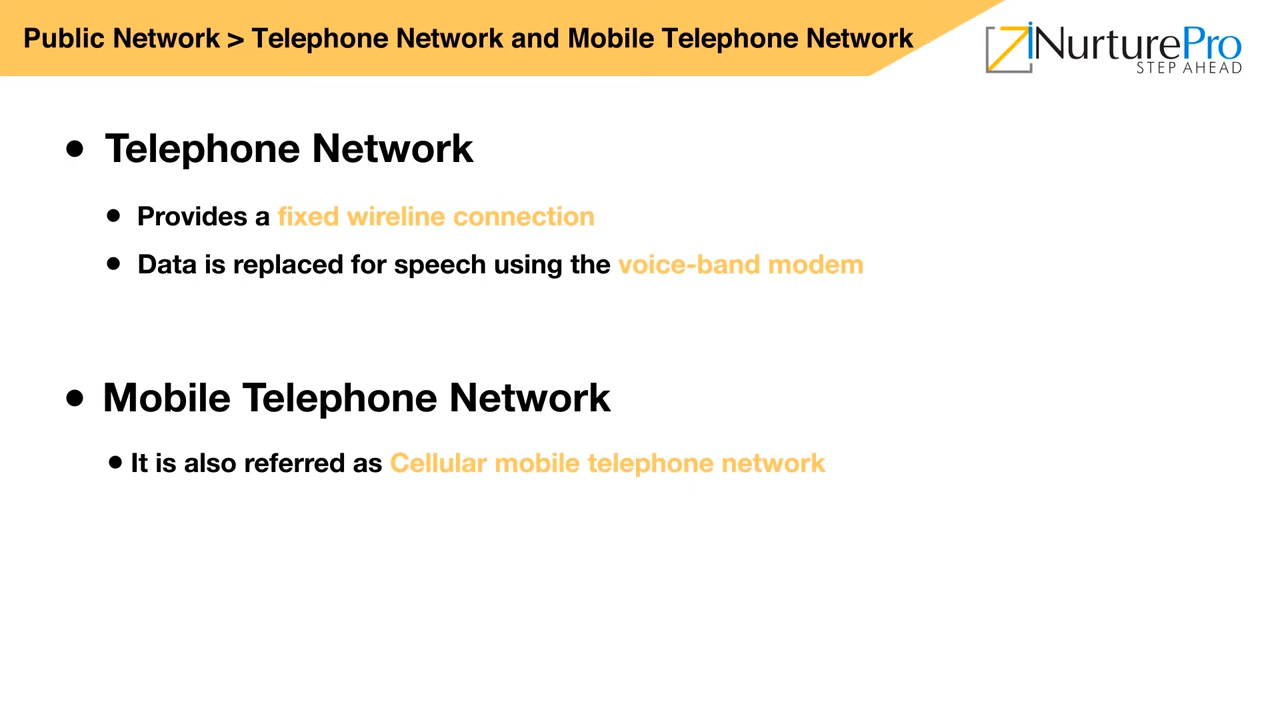 Public Network > Telephone Network and Mobile Telephone Network
iNurturePro
STEP AHEAD
• Telephone Network
• Provides a fixed wireline connection
• Data is replaced for speech using the voice-band modem
• Mobile Telephone Network
• It is also referred as Cellular mobile telephone network